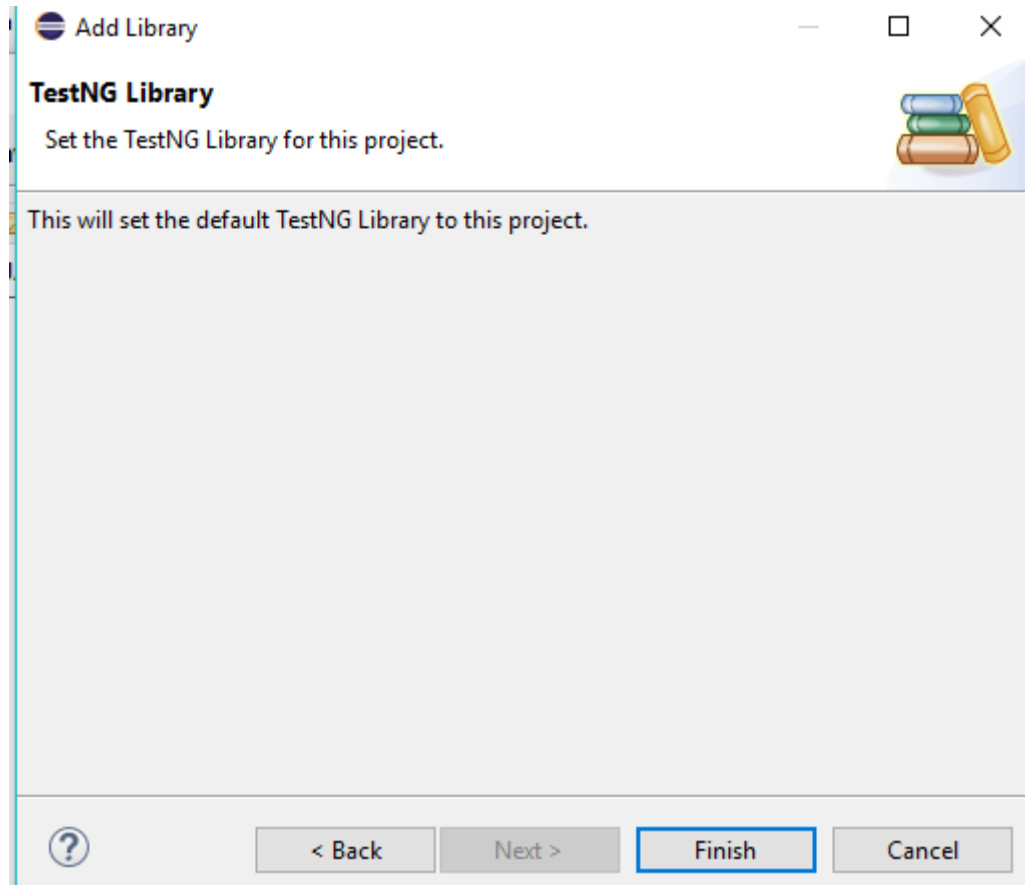 Add Library
TestNG Library
Set the TestNG Library for this project.
This will set the default TestNG Library to this project.
?
< Back
Next >
Finish
Cancel